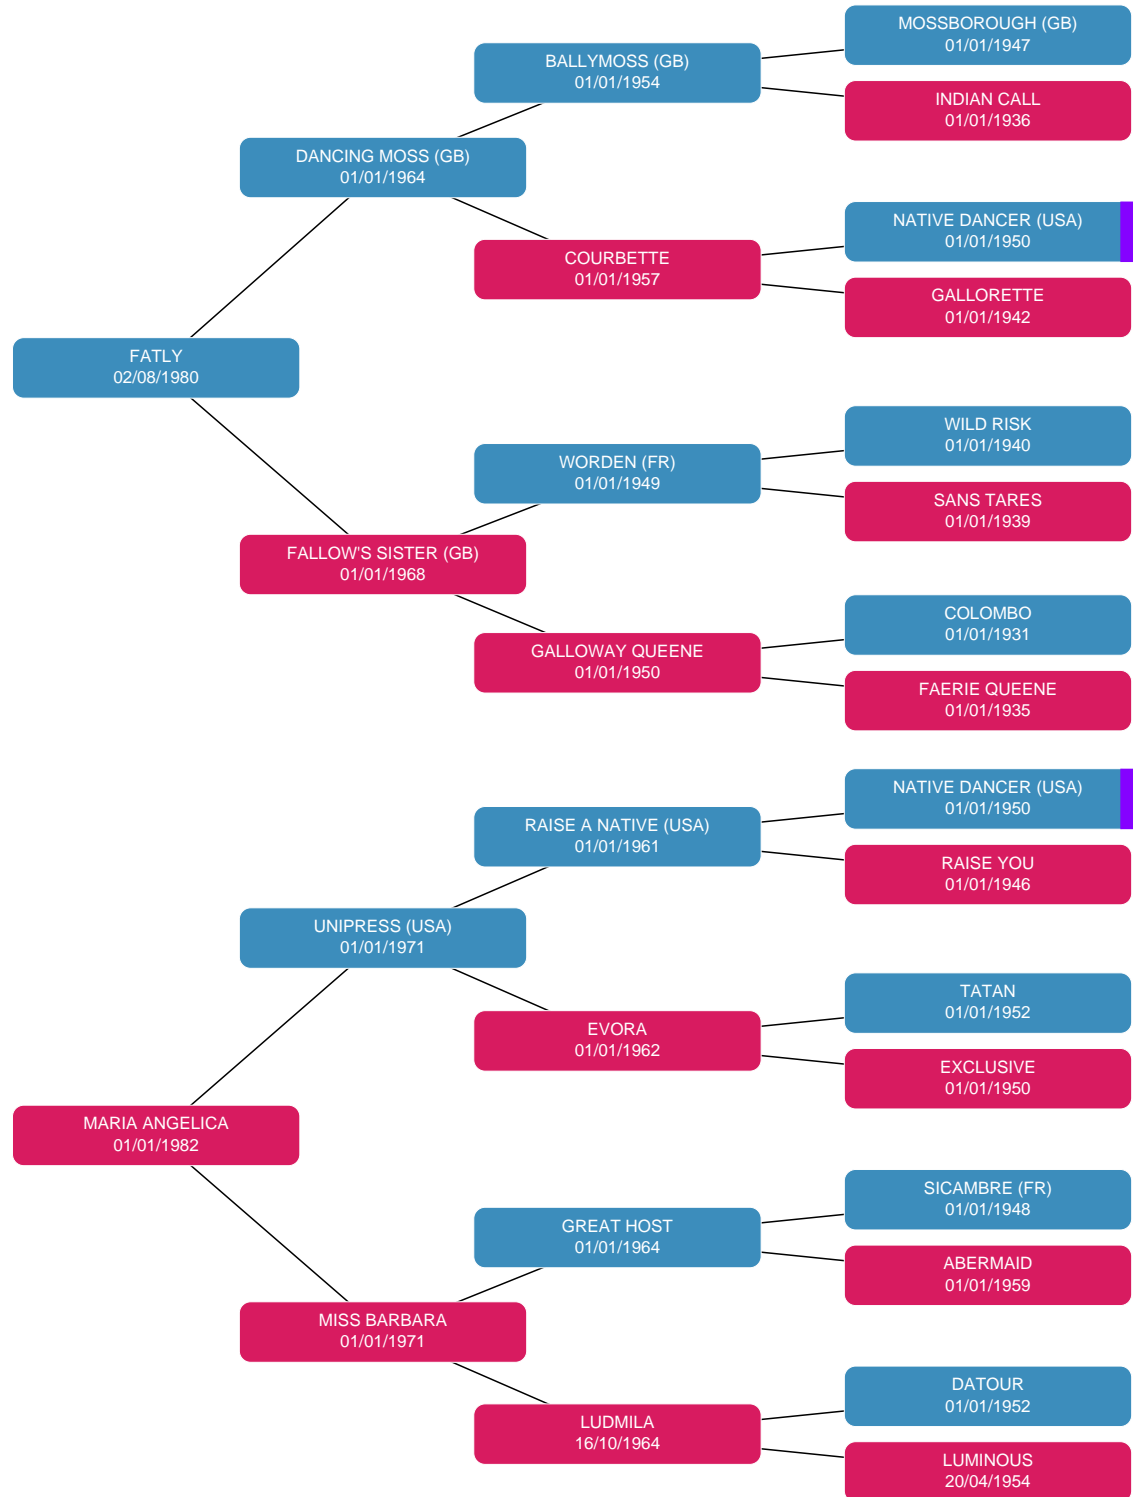 MOSSBOROUGH (GB)
01/01/1947
BALLYMOSS (GB)
01/01/1954
INDIAN CALL
01/01/1936
DANCING MOSS (GB)
01/01/1964
NATIVE DANCER (USA)
01/01/1950
COURBETTE
01/01/1957
GALLORETTE
01/01/1942
FATLY
02/08/1980
WILD RISK
01/01/1940
WORDEN (FR)
01/01/1949
SANS TARES
01/01/1939
FALLOW'S SISTER (GB)
01/01/1968
COLOMBO
01/01/1931
GALLOWAY QUEENE
01/01/1950
FAERIE QUEENE
01/01/1935
NATIVE DANCER (USA)
01/01/1950
RAISE A NATIVE (USA)
01/01/1961
RAISE YOU
01/01/1946
UNIPRESS (USA)
01/01/1971
TATAN
01/01/1952
EVORA
01/01/1962
EXCLUSIVE
01/01/1950
MARIA ANGELICA
01/01/1982
SICAMBRE (FR)
01/01/1948
GREAT HOST
01/01/1964
ABERMAID
01/01/1959
MISS BARBARA
01/01/1971
DATOUR
01/01/1952
LUDMILA
16/10/1964
LUMINOUS
20/04/1954